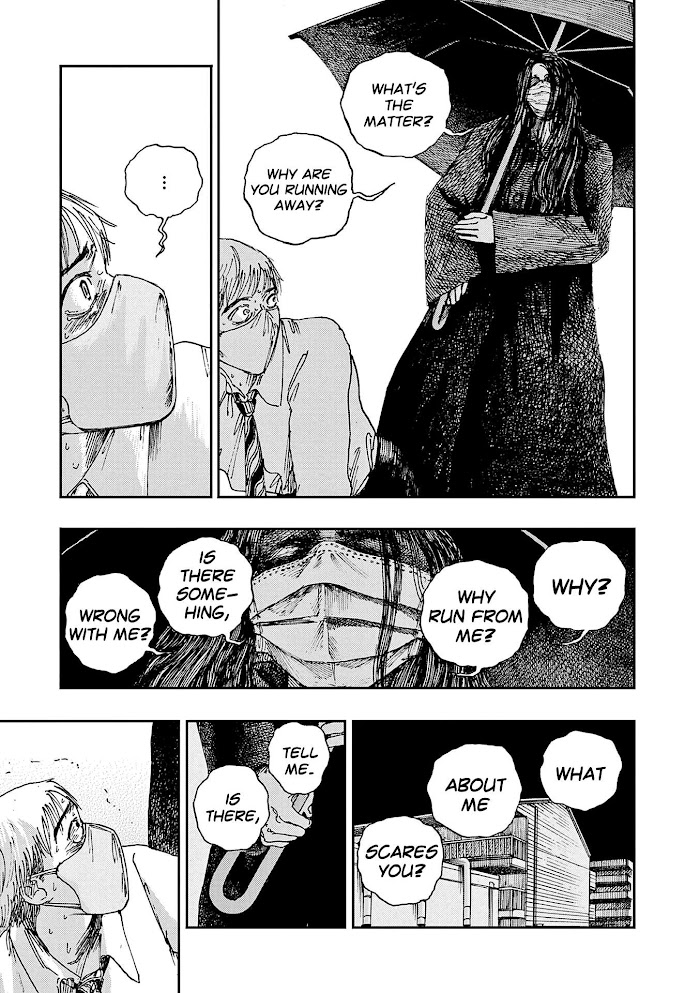 WHAT'S
THE
MATTER?
WHY ARE
YOU RUNNING
AWAY?
...
WHY?
WHY
RUN FROM
ME?
IS
THERE
SOME-
HING,
WRONG
WITH ME?
WHAT
ABOUT
ME
SCARES
YOU?
TELL
ME.
IS
THERE,